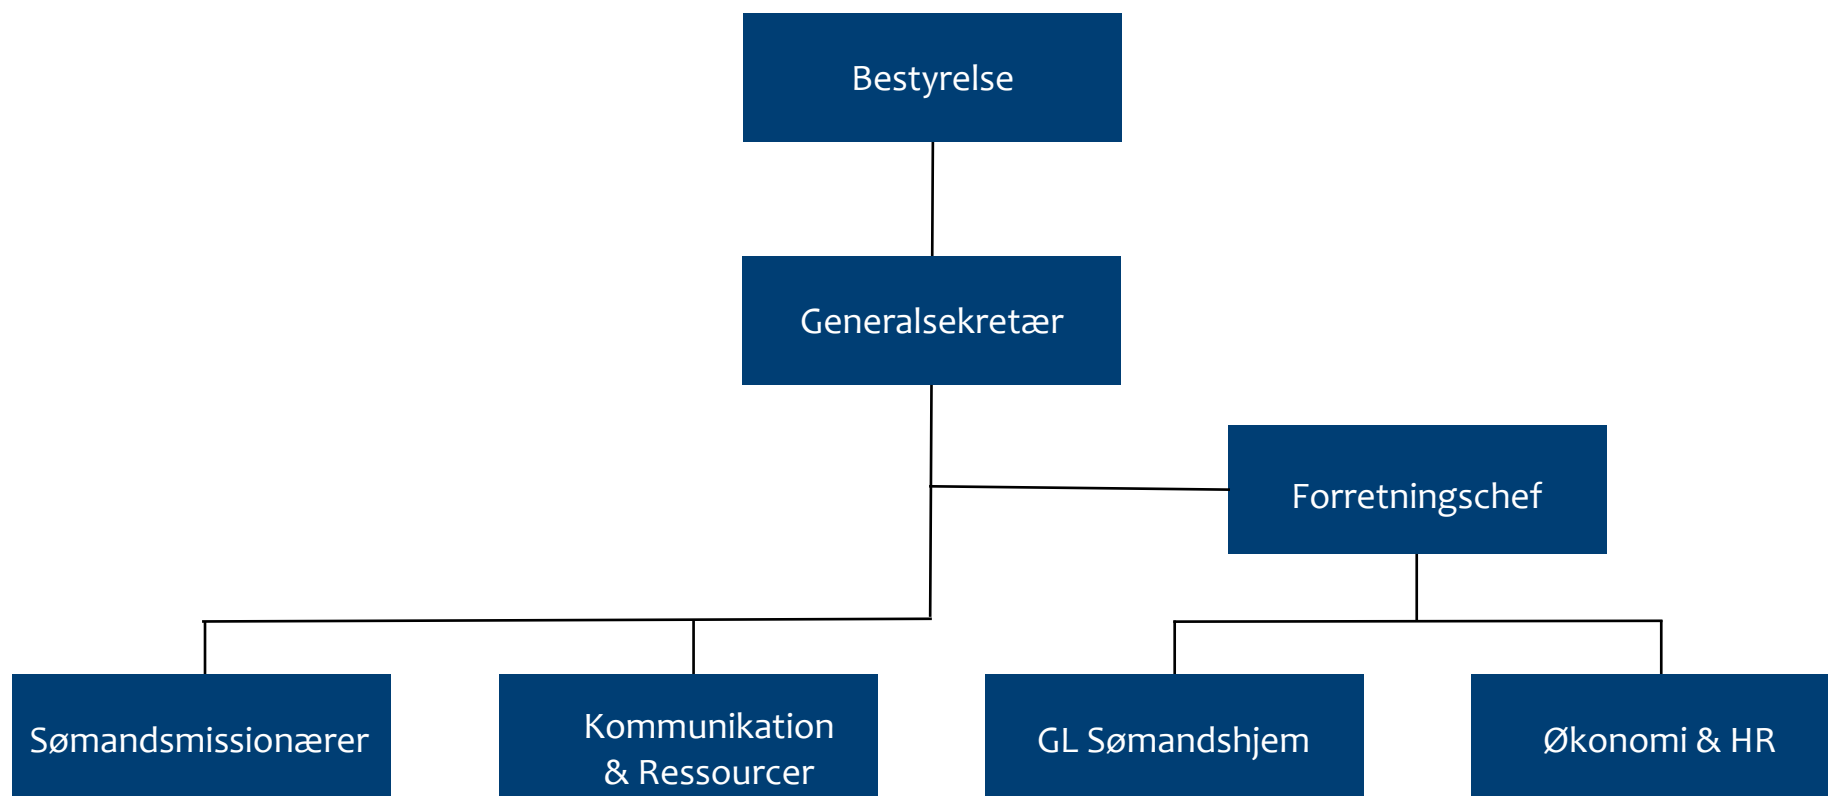 Bestyrelse
Generalsekretær
Forretningschef
Sømandsmissionærer
Kommunikation
& Ressourcer
GL Sømandshjem
Økonomi & HR